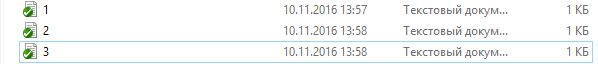 1 10.11.2016 13:57 Текстовый докум... 1 КБ
2 10.11.2016 13:58 Текстовый докум... 1 КБ
3 10.11.2016 13:58 Текстовый докум... 1 КБ